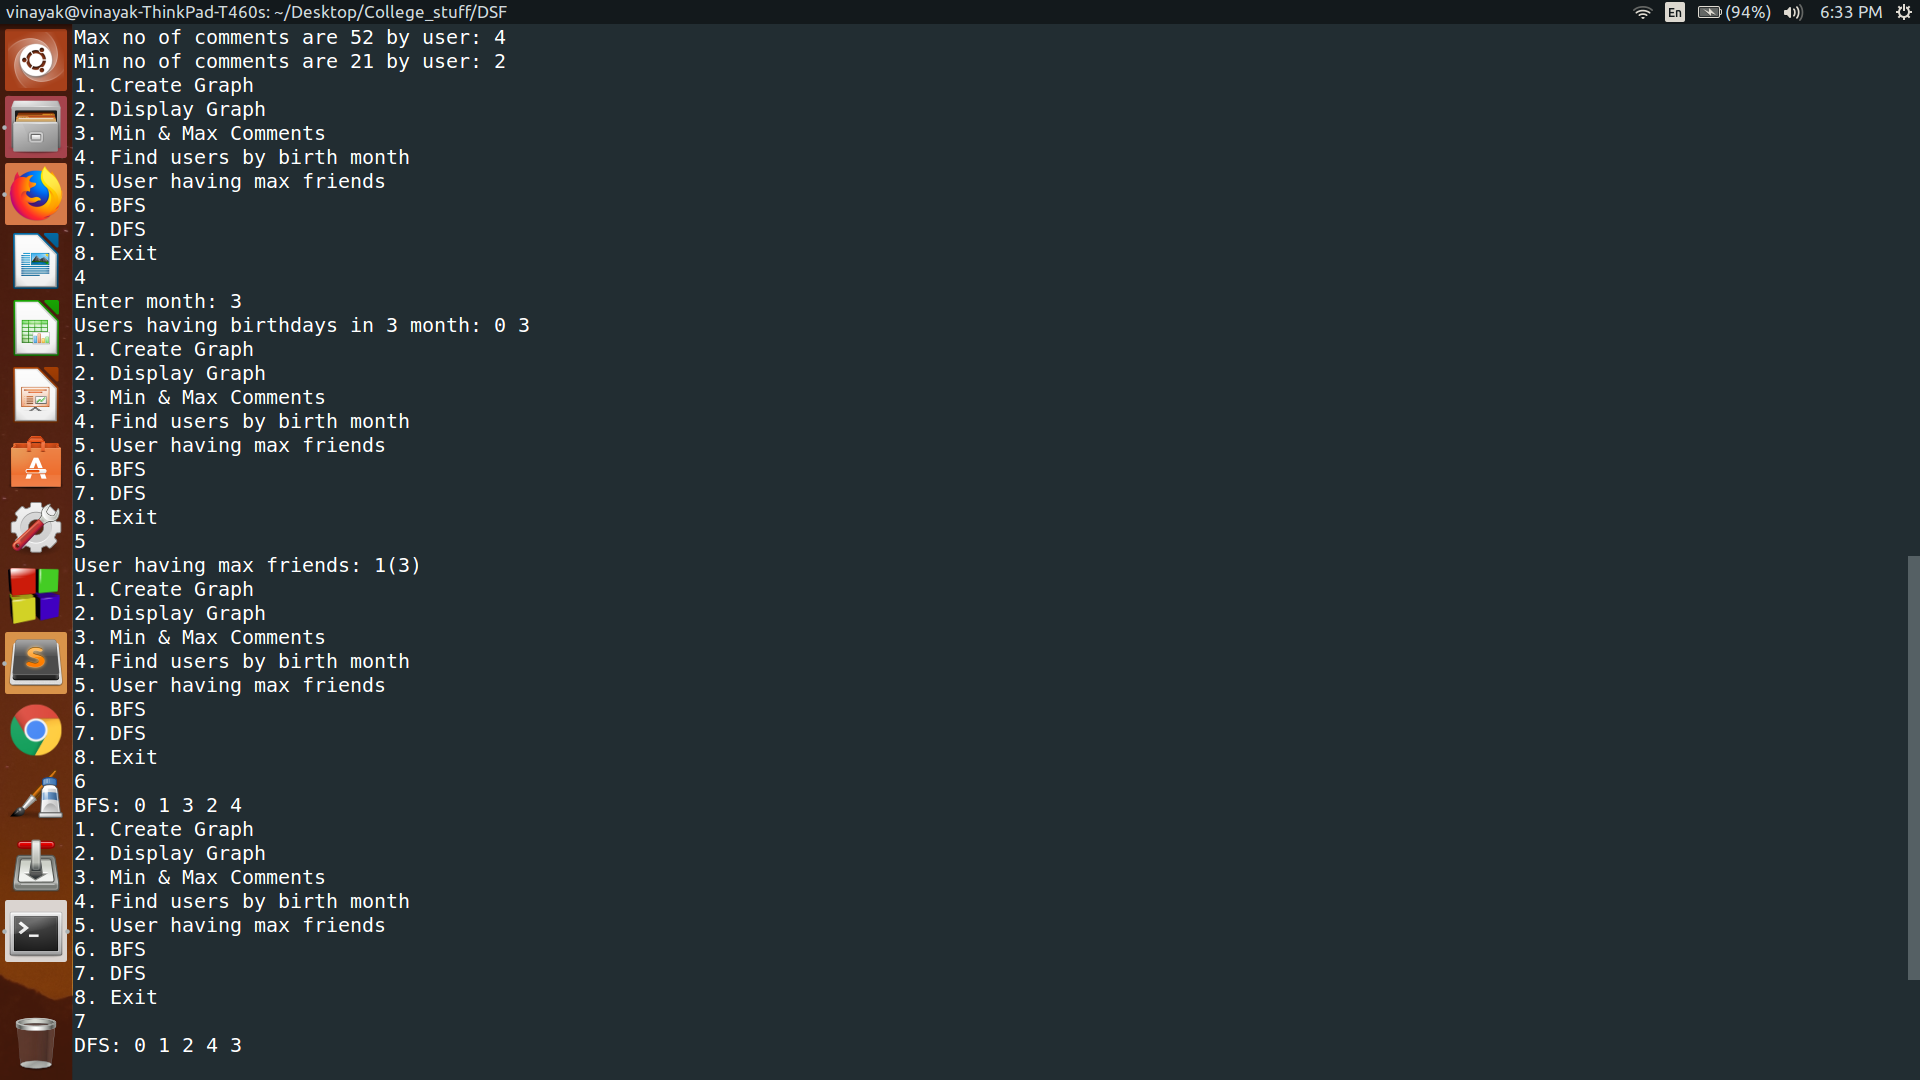 vinayak@vinayak-ThinkPad-T460s: ~/Desktop/College_stuff/DSF En (94%) 6:33 PM
Max no of comments are 52 by user: 4
Min no of comments are 21 by user: 2
1. Create Graph
2. Display Graph
3. Min & Max Comments
4. Find users by birth month
5. User having max friends
6. BFS
7. DFS
8. Exit
4
Enter month: 3
Users having birthdays in 3 month: 0 3
1. Create Graph
2. Display Graph
3. Min & Max Comments
4. Find users by birth month
5. User having max friends
6. BFS
7. DFS
8. Exit
5
User having max friends: 1(3)
1. Create Graph
2. Display Graph
3. Min & Max Comments
4. Find users by birth month
5. User having max friends
6. BFS
7. DFS
8. Exit
6
BFS: 0 1 3 2 4
1. Create Graph
2. Display Graph
3. Min & Max Comments
4. Find users by birth month
5. User having max friends
6. BFS
7. DFS
8. Exit
7
DFS: 0 1 2 4 3